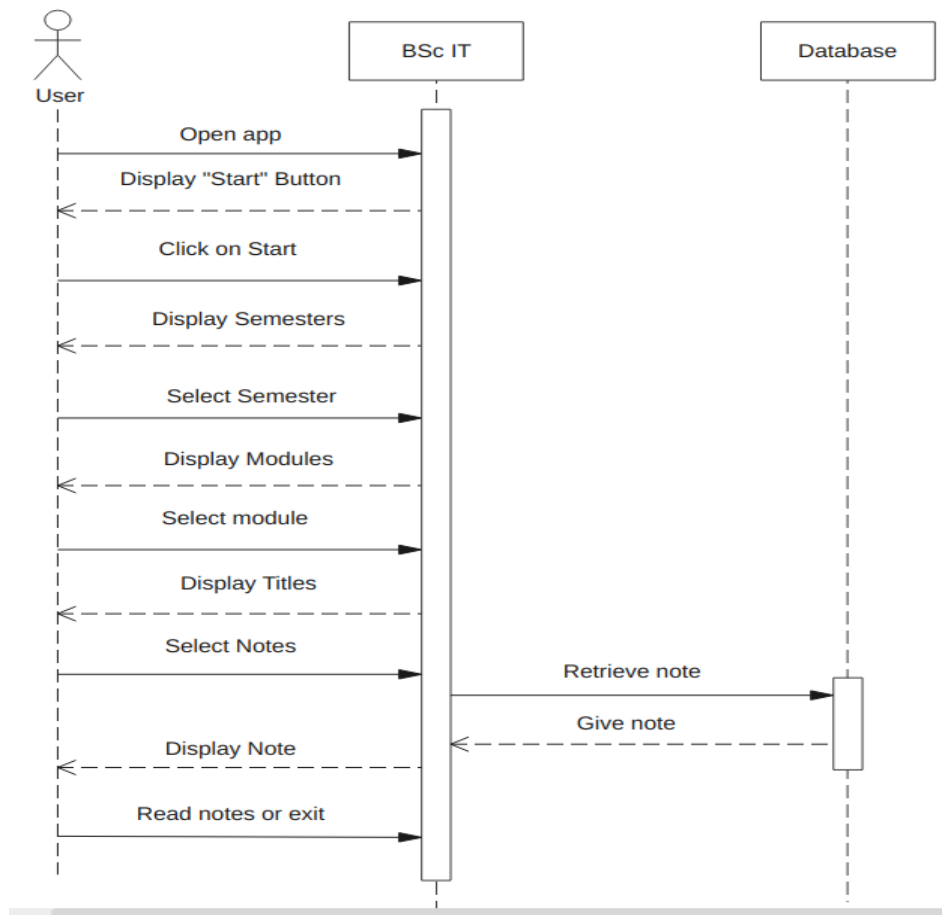 BSc IT
Database
User
Open app
Display "Start" Button
Click on Start
Display Semesters
Select Semester
Display Modules
Select module
Display Titles
Select Notes
Retrieve note
Give note
Display Note
Read notes or exit